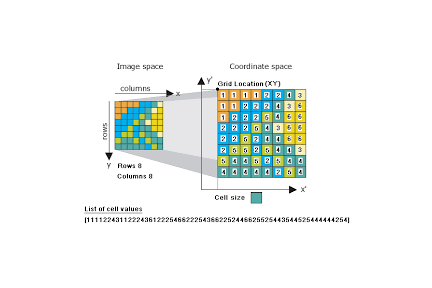 Image space
Coordinate space
columns
x
Y'
Grid Location (XY)
rows
1 1 1 1 2 2 4 3
1 1 2 2 2 4 3 6
1 2 2 2 5 4 6 6
2 2 2 5 4 3 6 6
2 2 5 2 4 4 6 6
2 5 5 2 5 4 4 3
5 4 4 5 2 5 4 4
4 4 4 4 4 2 5 4
y
Rows 8
Columns 8
x'
Cell size
List of cell values